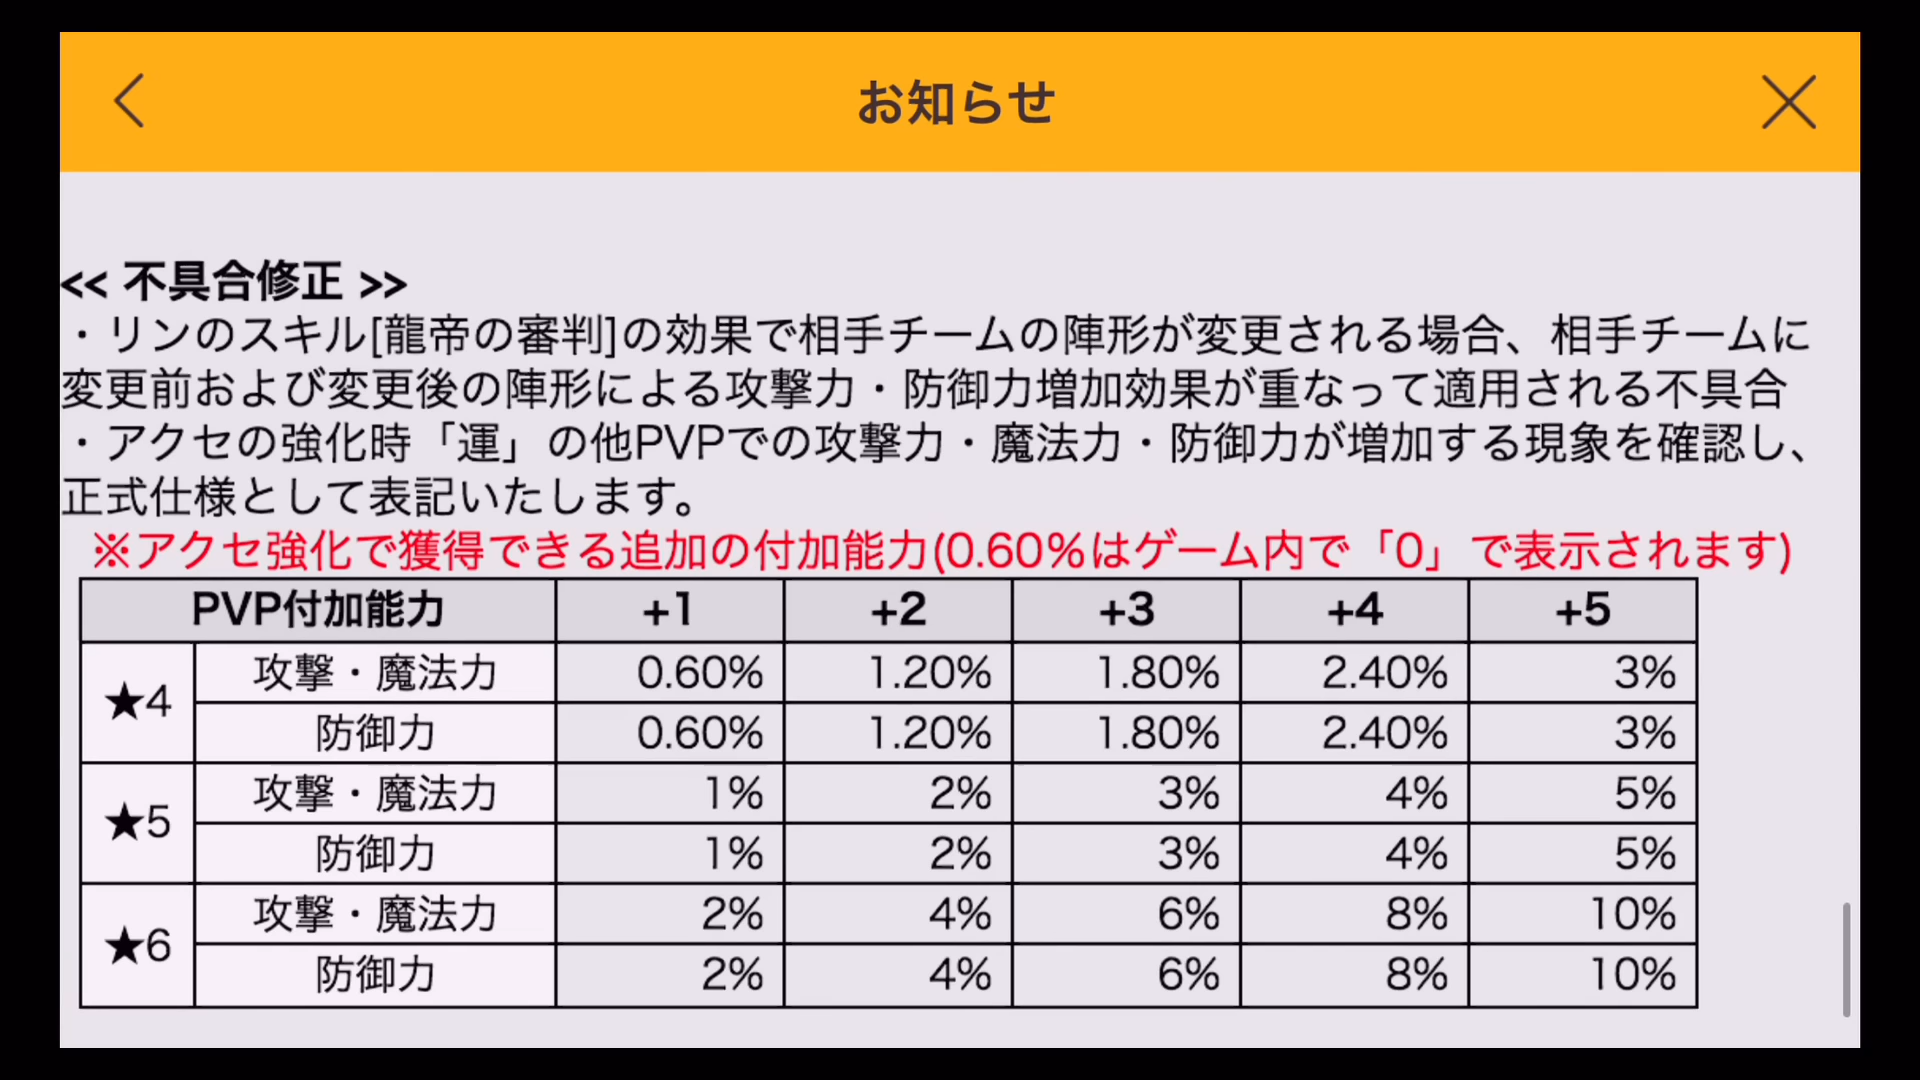 お知らせ
<< 不具合修正 >>
・リンのスキル[龍帝の審判]の効果で相手チームの陣形が変更される場合、相手チームに
変更前および変更後の陣形による攻撃力・防御力増加効果が重なって適用される不具合
・アクセの強化時「運」の他PVPでの攻撃力・魔法力・防御力が増加する現象を確認し、
正式仕様として表記いたします。
※アクセ強化で獲得できる追加の付加能力(0.60%はゲーム内で「0」で表示されます)
PVP付加能力 +1 +2 +3 +4 +5
★4 攻撃・魔法力 0.60% 1.20% 1.80% 2.40% 3%
防御力 0.60% 1.20% 1.80% 2.40% 3%
★5 攻撃・魔法力 1% 2% 3% 4% 5%
防御力 1% 2% 3% 4% 5%
★6 攻撃・魔法力 2% 4% 6% 8% 10%
防御力 2% 4% 6% 8% 10%